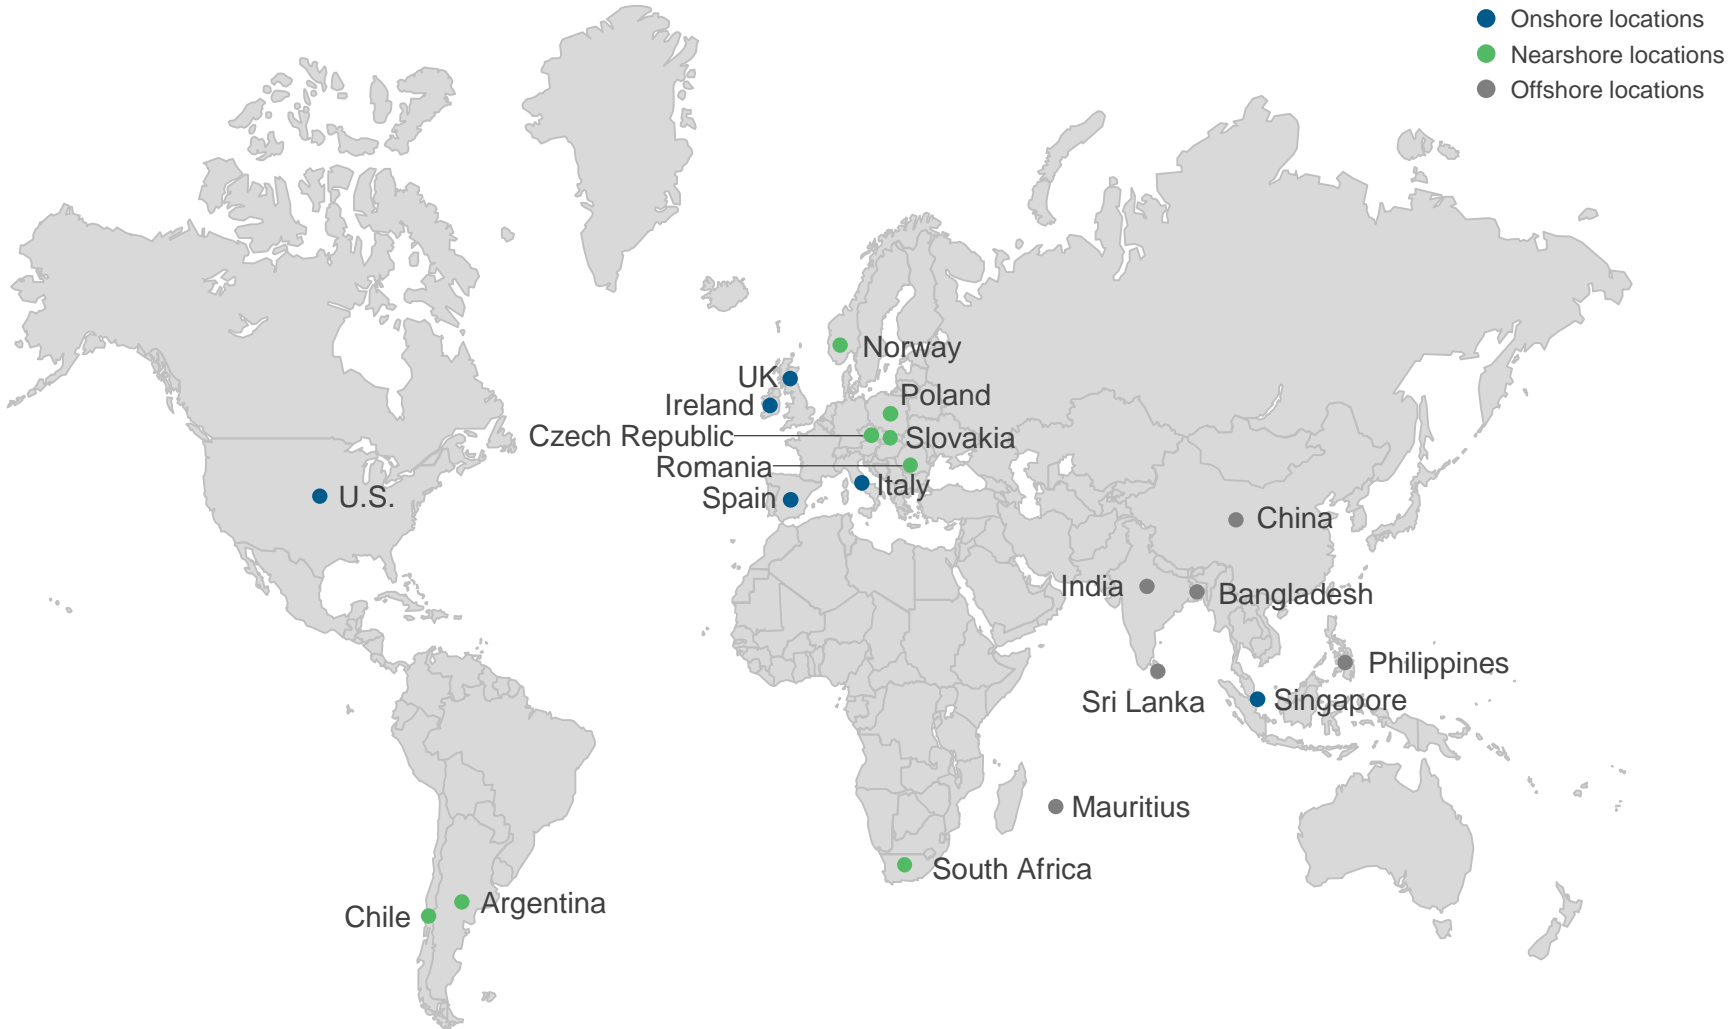 Onshore locations
Nearshore locations
Offshore locations
Norway
UK
Poland
Ireland
Czech Republic
Slovakia
Romania
Italy
Spain
U.S.
China
India
Bangladesh
Philippines
Sri Lanka
Singapore
Mauritius
South Africa
Argentina
Chile